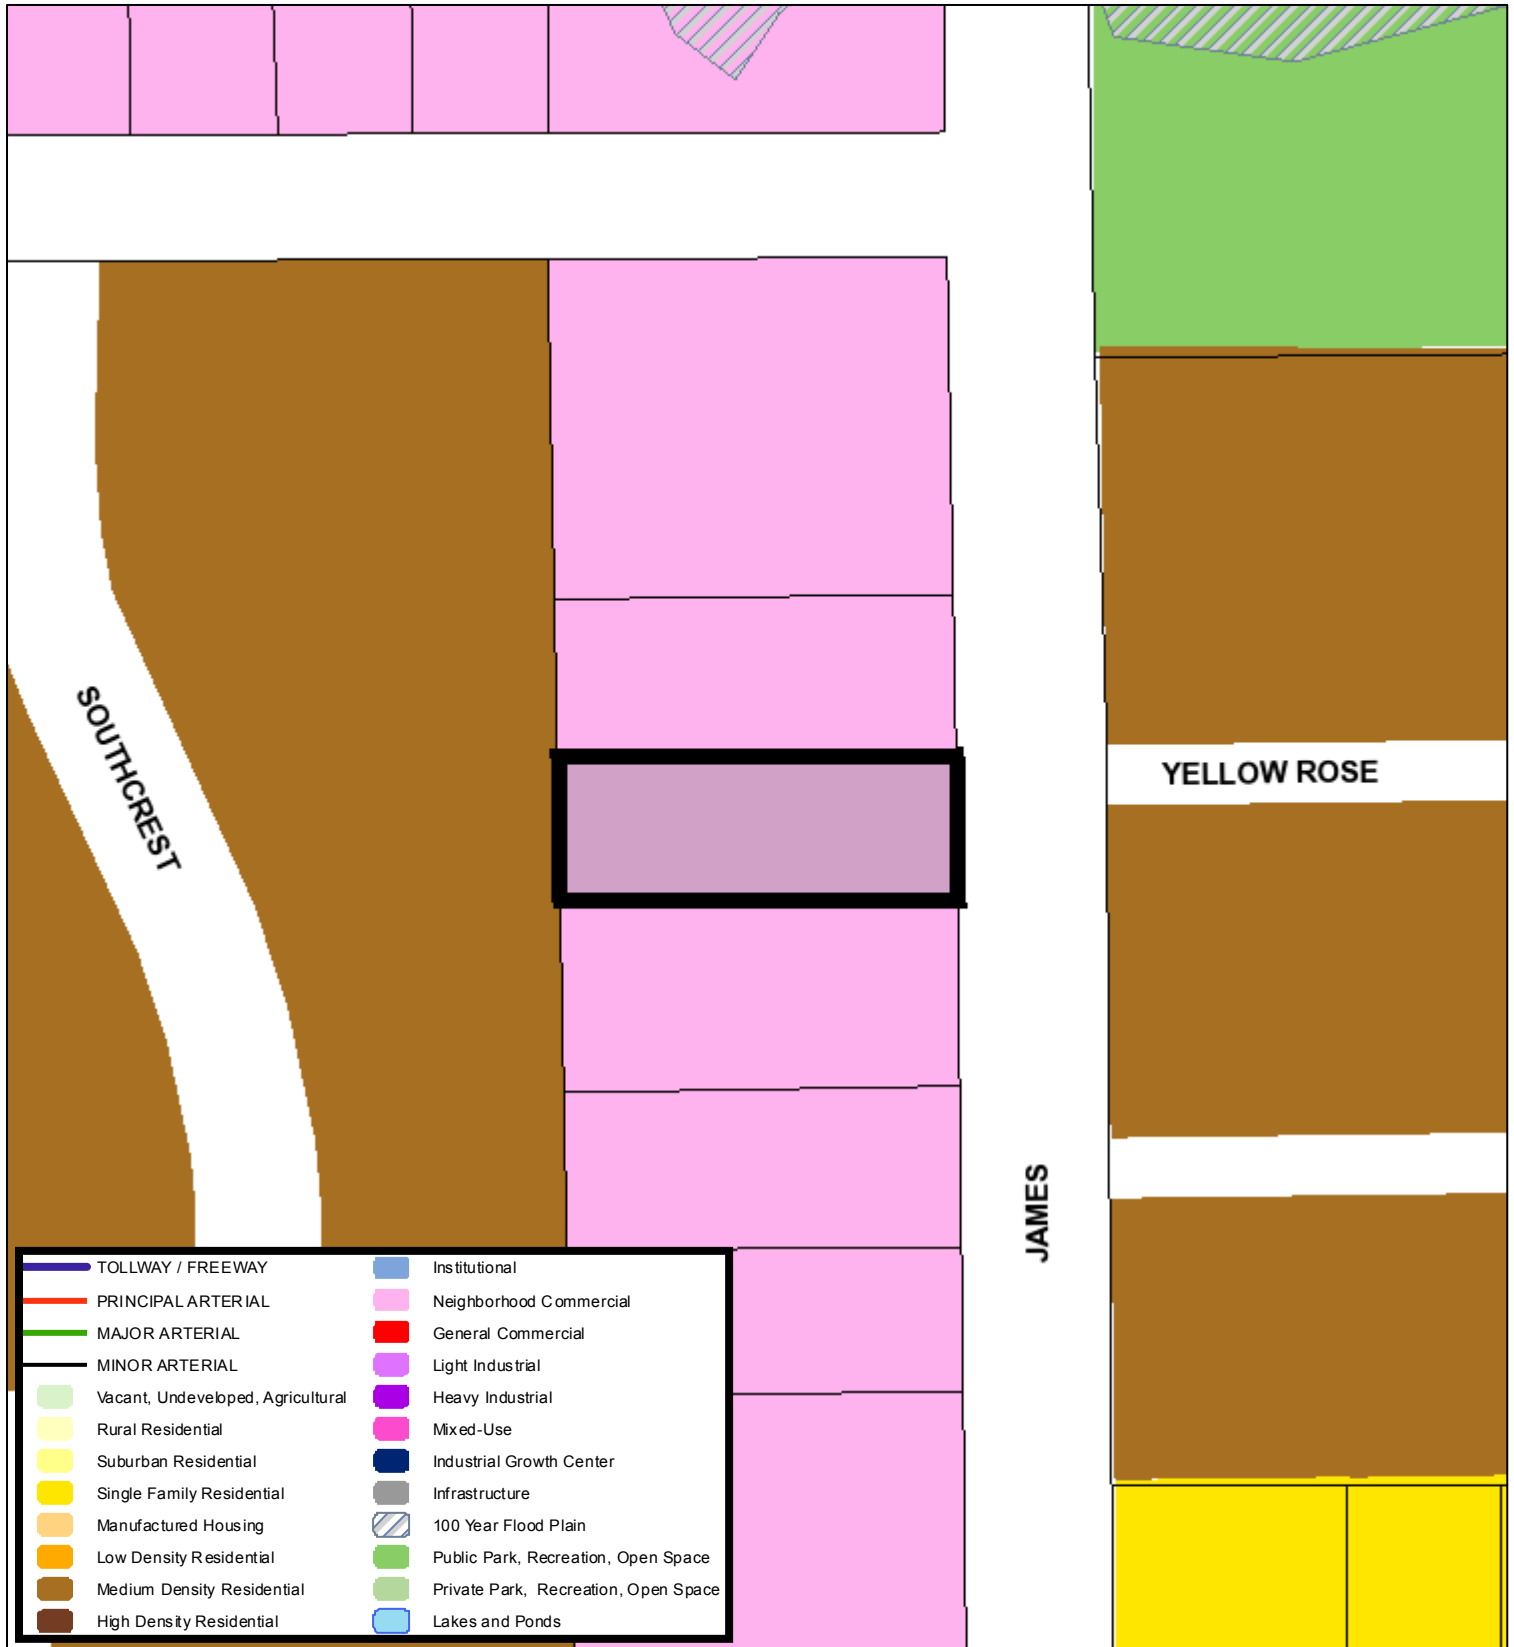 SOUTHCREST
YELLOW ROSE
JAMES
TOLLWAY / FREEWAY
PRINCIPAL ARTERIAL
MAJOR ARTERIAL
MINOR ARTERIAL
Vacant, Undeveloped, Agricultural
Rural Residential
Suburban Residential
Single Family Residential
Manufactured Housing
Low Density Residential
Medium Density Residential
High Density Residential
Institutional
Neighborhood Commercial
General Commercial
Light Industrial
Heavy Industrial
Mixed-Use
Industrial Growth Center
Infrastructure
100 Year Flood Plain
Public Park, Recreation, Open Space
Private Park, Recreation, Open Space
Lakes and Ponds